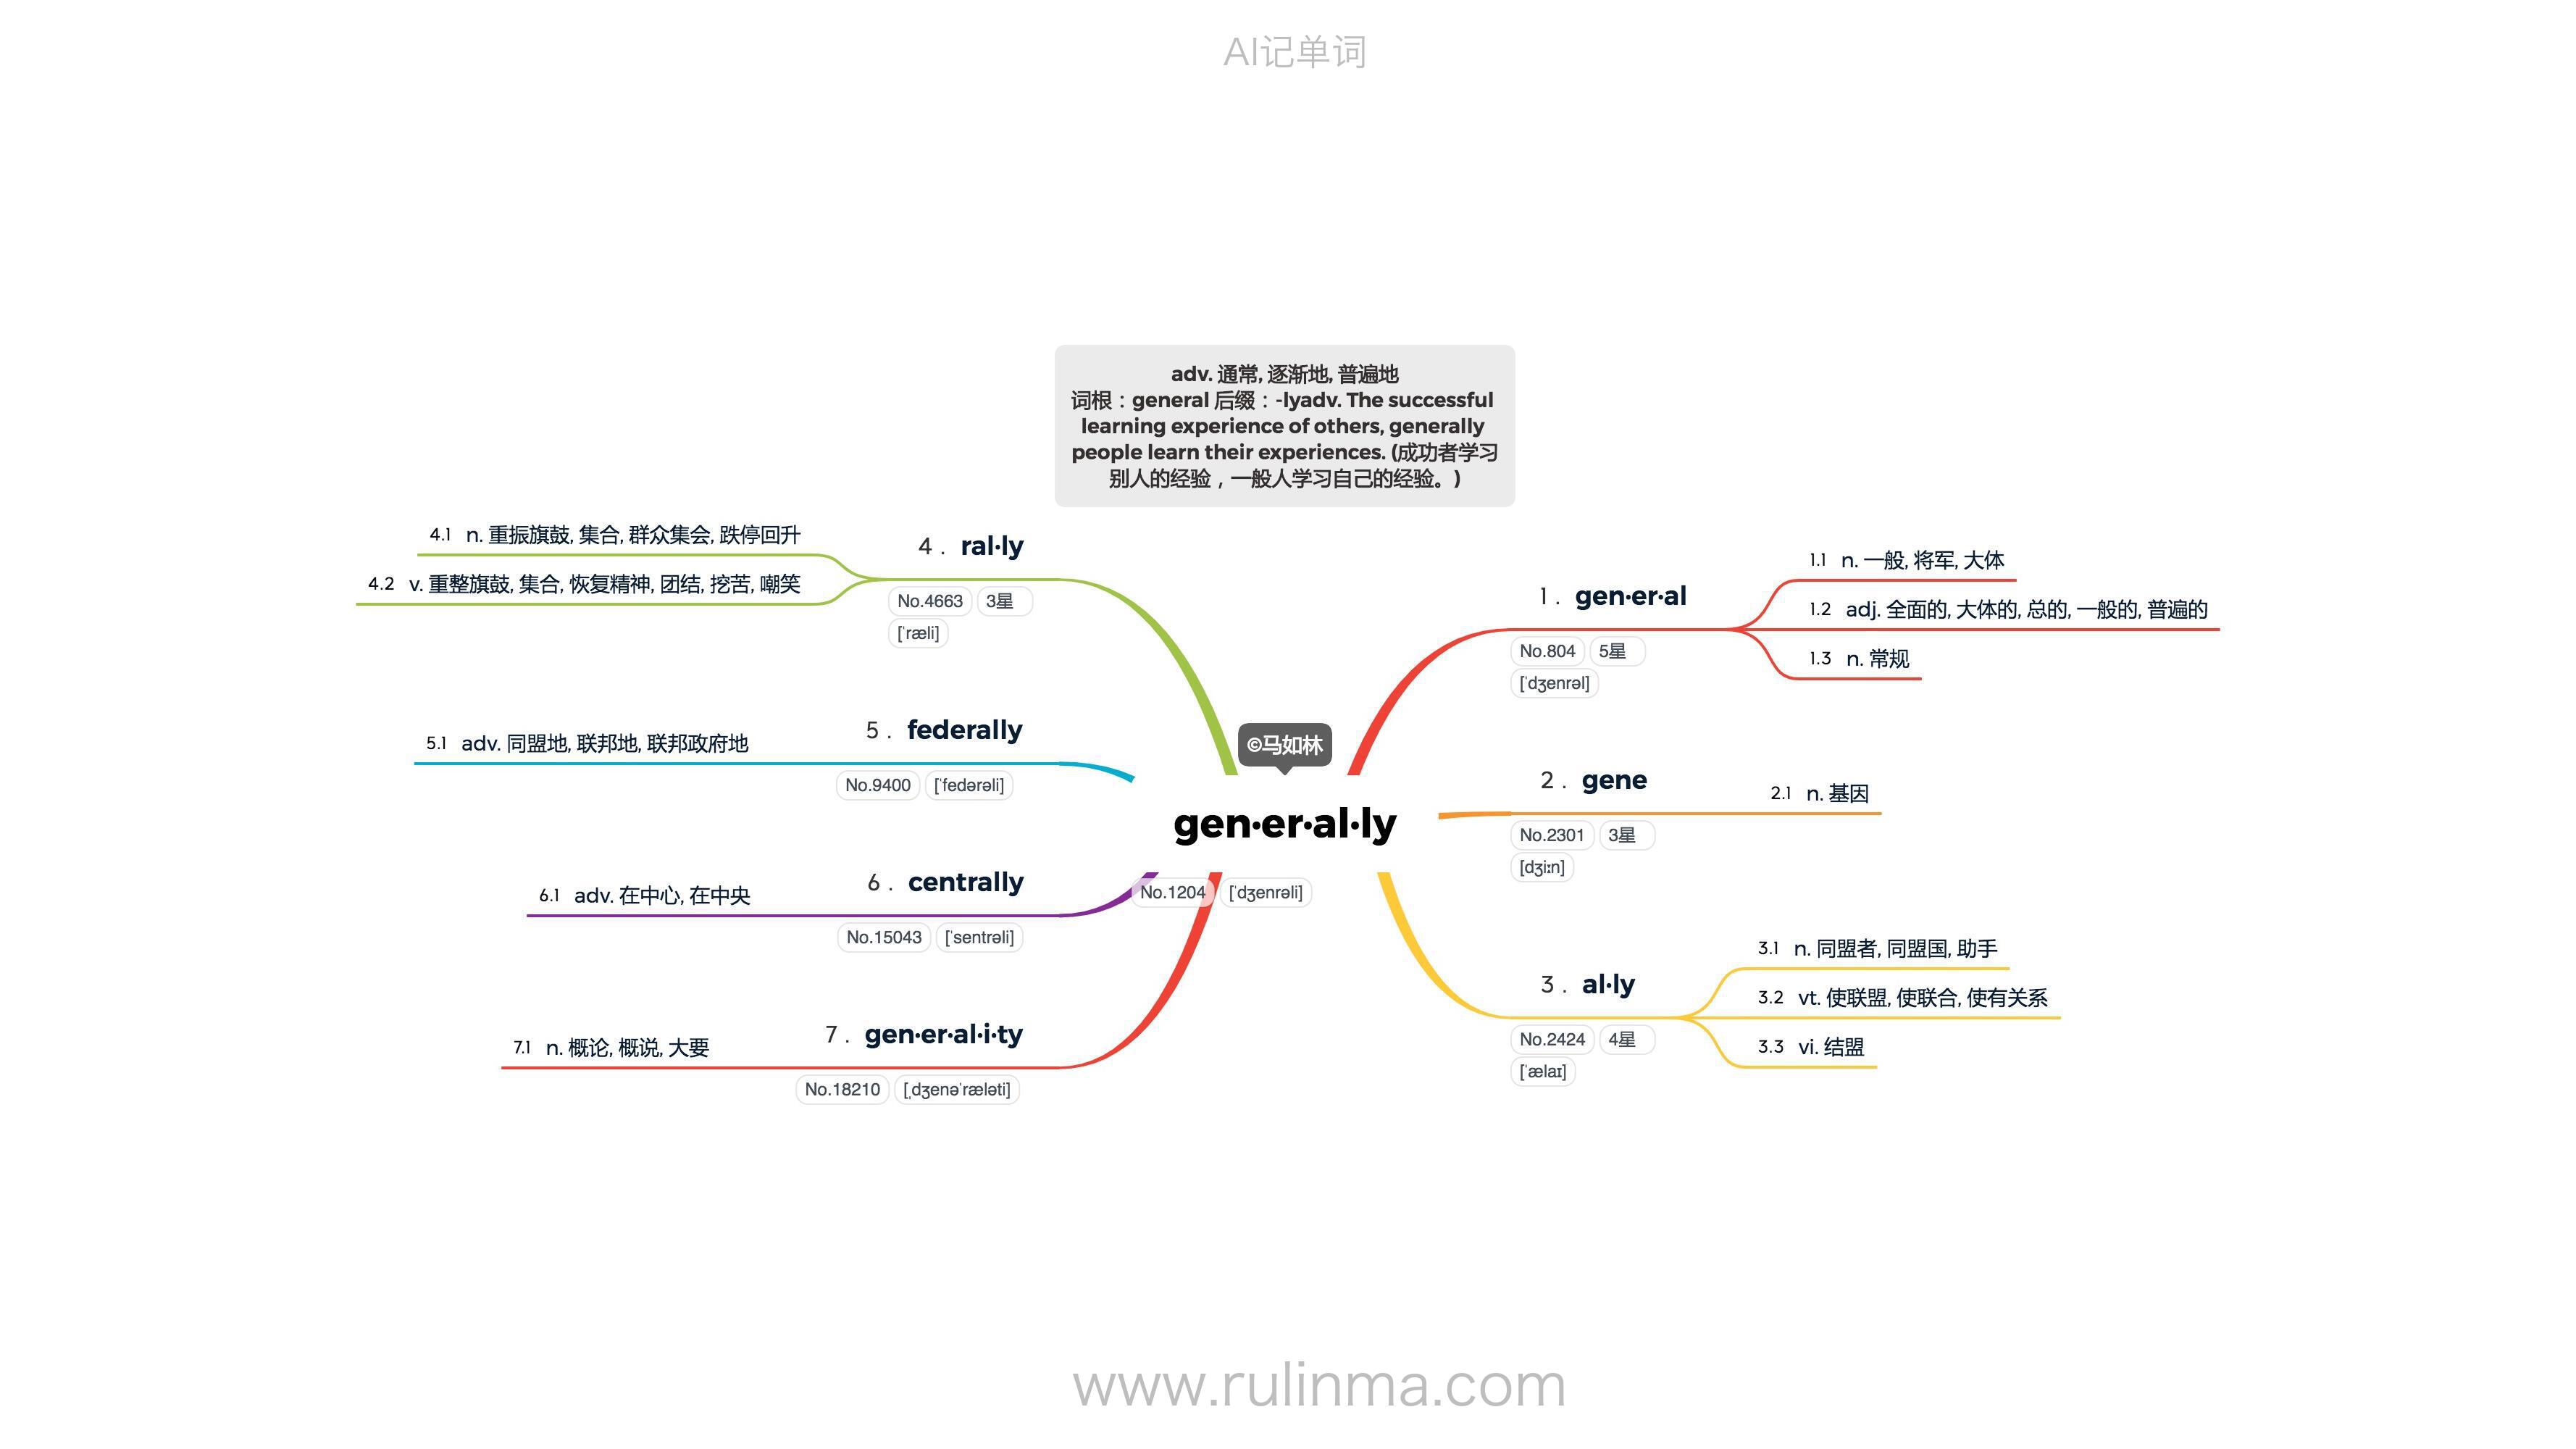 AI记单词
adv. 通常, 逐渐地, 普遍地
词根：general 后缀：-lyadv. The successful
learning experience of others, generally
people learn their experiences. (成功者学习
别人的经验，一般人学习自己的经验。)
©马如林
gen·er·al·ly
No.1204 [ˈdʒenrəli]
1 . gen·er·al
No.804 5星
[ˈdʒenrəl]
1.1 n. 一般, 将军, 大体
1.2 adj. 全面的, 大体的, 总的, 一般的, 普遍的
1.3 n. 常规
2 . gene
No.2301 3星
[dʒiːn]
2.1 n. 基因
3 . al·ly
No.2424 4星
[ˈælaɪ]
3.1 n. 同盟者, 同盟国, 助手
3.2 vt. 使联盟, 使联合, 使有关系
3.3 vi. 结盟
4 . ral·ly
No.4663 3星
[ˈræli]
4.1 n. 重振旗鼓, 集合, 群众集会, 跌停回升
4.2 v. 重整旗鼓, 集合, 恢复精神, 团结, 挖苦, 嘲笑
5 . federally
No.9400 [ˈfedərəli]
5.1 adv. 同盟地, 联邦地, 联邦政府地
6 . centrally
No.15043 [ˈsentrəli]
6.1 adv. 在中心, 在中央
7 . gen·er·al·i·ty
No.18210 [ˌdʒenəˈræləti]
7.1 n. 概论, 概说, 大要
www.rulinma.com